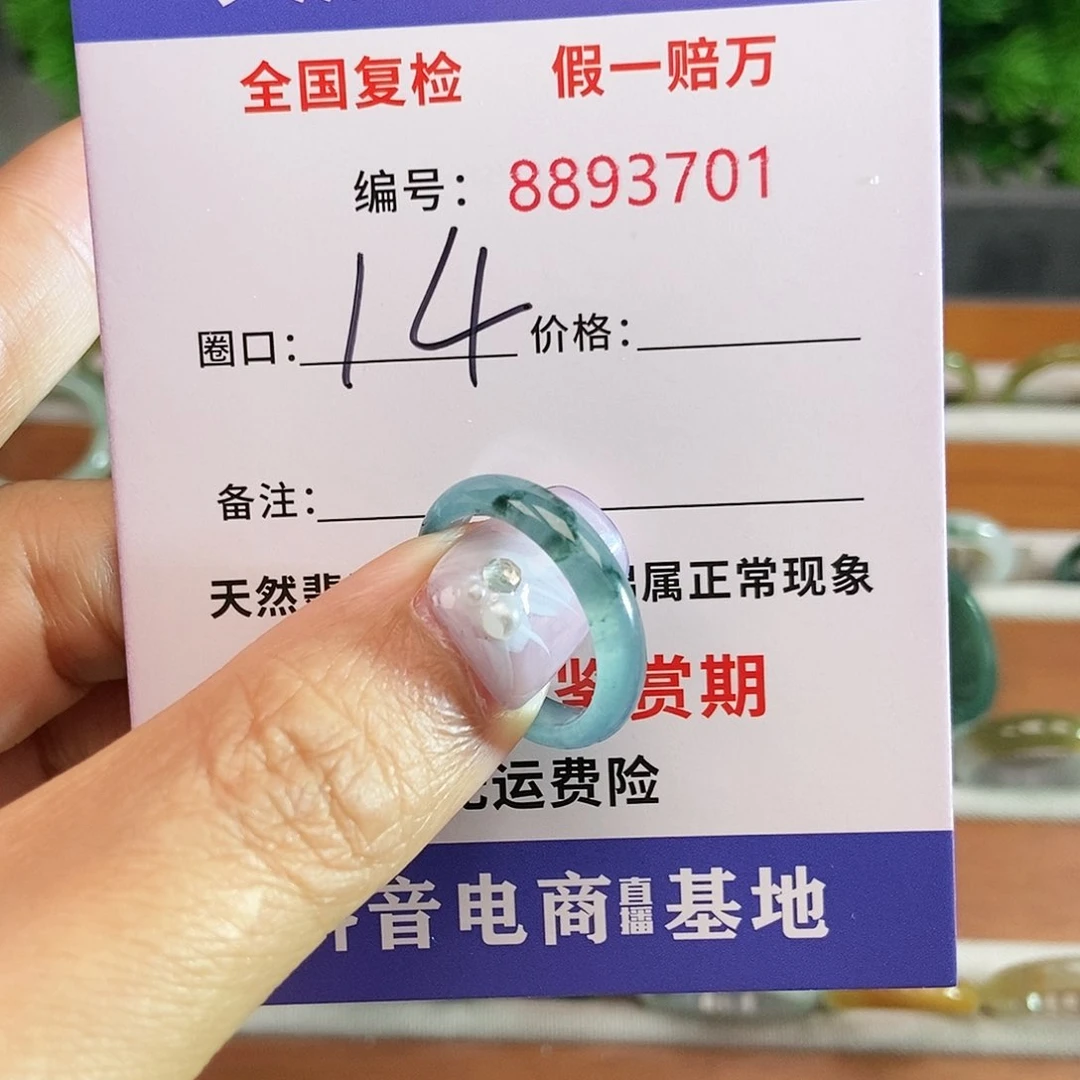 全国复检 假一赔万
编号：8893701
圈口：14 价格：
备注：
天然翡 属正常现象
鉴赏期
运费险
音电商直播基地